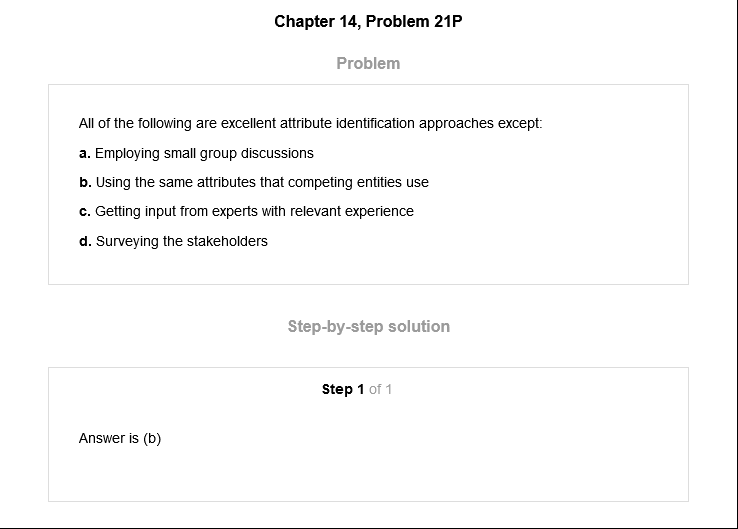 Chapter 14, Problem 21P
Problem
All of the following are excellent attribute identification approaches except:
a. Employing small group discussions
b. Using the same attributes that competing entities use
c. Getting input from experts with relevant experience
d. Surveying the stakeholders
Step-by-step solution
Step 1 of 1
Answer is (b)